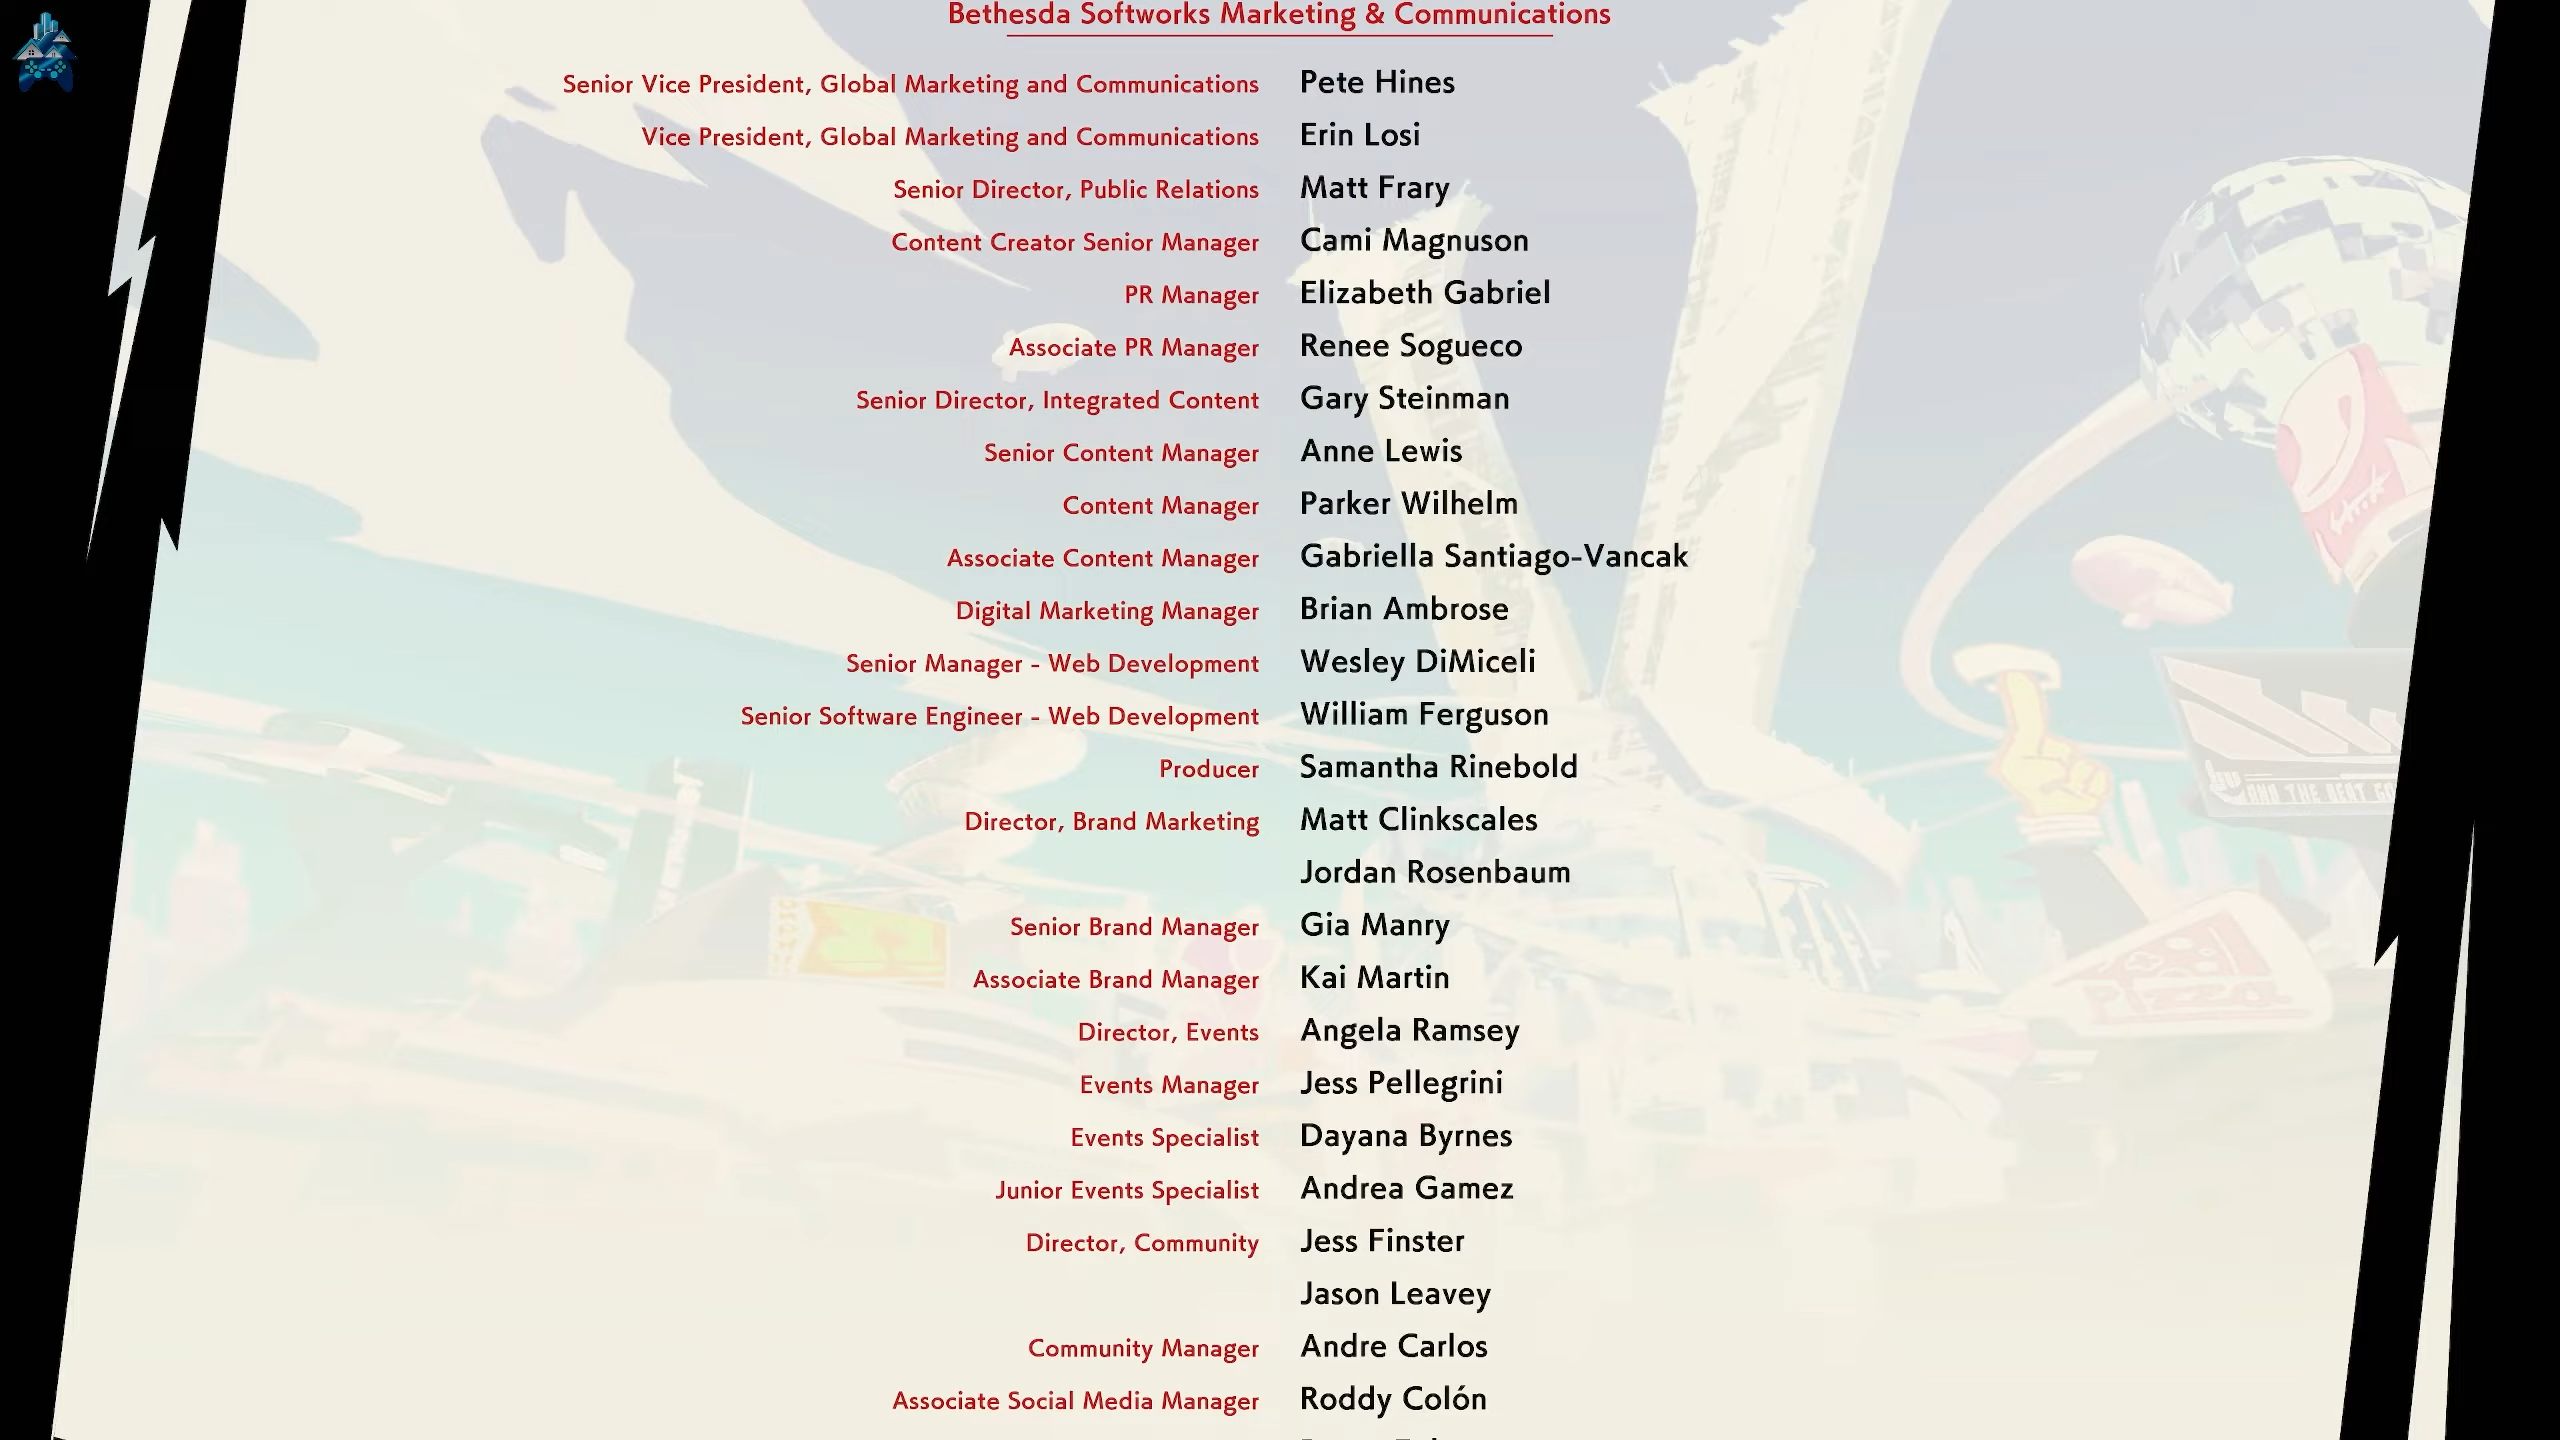 Bethesda Softworks Marketing & Communications
Senior Vice President, Global Marketing and Communications Pete Hines
Vice President, Global Marketing and Communications Erin Losi
Senior Director, Public Relations Matt Frary
Content Creator Senior Manager Cami Magnuson
PR Manager Elizabeth Gabriel
Associate PR Manager Renee Sogueco
Senior Director, Integrated Content Gary Steinman
Senior Content Manager Anne Lewis
Content Manager Parker Wilhelm
Associate Content Manager Gabriella Santiago-Vancak
Digital Marketing Manager Brian Ambrose
Senior Manager - Web Development Wesley DiMiceli
Senior Software Engineer - Web Development William Ferguson
Producer Samantha Rinebold
Director, Brand Marketing Matt Clinkscales
Jordan Rosenbaum
Senior Brand Manager Gia Manry
Associate Brand Manager Kai Martin
Director, Events Angela Ramsey
Events Manager Jess Pellegrini
Events Specialist Dayana Byrnes
Junior Events Specialist Andrea Gamez
Director, Community Jess Finster
Jason Leavey
Community Manager Andre Carlos
Associate Social Media Manager Roddy Colón